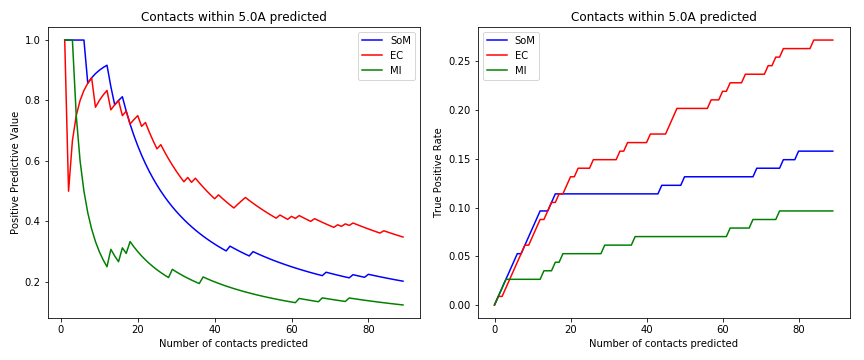 Contacts within 5.0A predicted
1.0
0.8
0.6
0.4
0.2
Positive Predictive Value
SoM
EC
MI
0
20
40
60
80
Number of contacts predicted
Contacts within 5.0A predicted
0.25
0.20
0.15
0.10
0.05
0.00
True Positive Rate
SoM
EC
MI
0
20
40
60
80
Number of contacts predicted